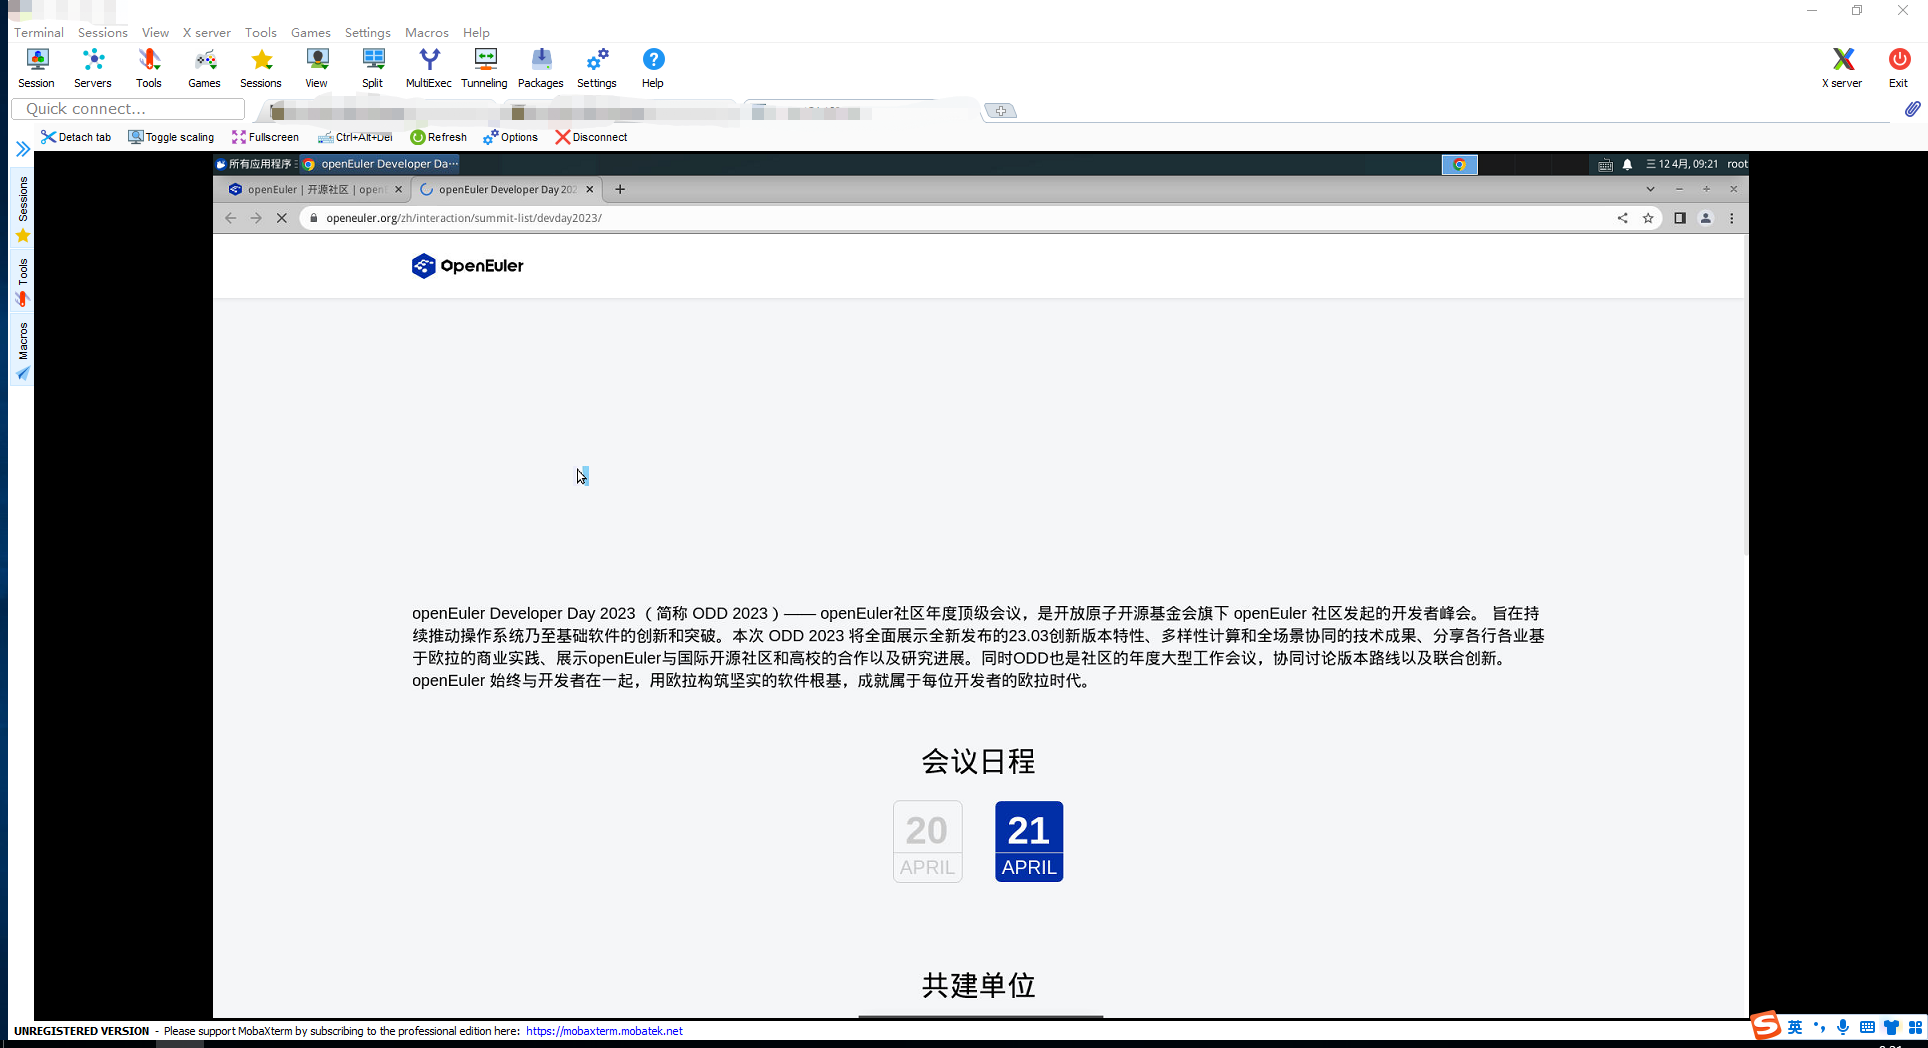 Terminal Sessions View X server Tools Games Settings Macros Help
Session Servers Tools Games Sessions View Split MultiExec Tunneling Packages Settings Help X server Exit
Quick connect...
Detach tab Toggle scaling Fullscreen Ctrl+Alt+Del Refresh Options Disconnect
Sessions
Tools
Macros
所有应用程序 openEuler Developer Da··· 三 12 4月, 09:21 root
openEuler | 开源社区 | open openEuler Developer Day 202
openeuler.org/zh/interaction/summit-list/devday2023/
OpenEuler
openEuler Developer Day 2023 （简称 ODD 2023 ）—— openEuler社区年度顶级会议，是开放原子开源基金会旗下 openEuler 社区发起的开发者峰会。 旨在持
续推动操作系统乃至基础软件的创新和突破。本次 ODD 2023 将全面展示全新发布的23.03创新版本特性、多样性计算和全场景协同的技术成果、分享各行各业基
于欧拉的商业实践、展示openEuler与国际开源社区和高校的合作以及研究进展。同时ODD也是社区的年度大型工作会议，协同讨论版本路线以及联合创新。
openEuler 始终与开发者在一起，用欧拉构筑坚实的软件根基，成就属于每位开发者的欧拉时代。
会议日程
20 21
APRIL APRIL
共建单位
UNREGISTERED VERSION - Please support MobaXterm by subscribing to the professional edition here: https://mobaxterm.mobatek.net
英